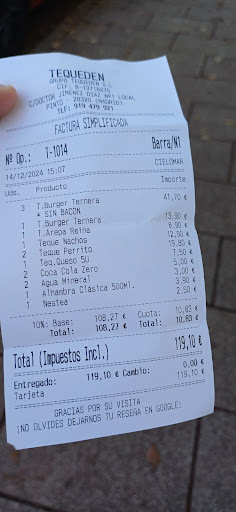 TEQUEDEN
GRUPO TEQUEDEN S.L
CIF: B-13718275
C/DOCTOR JIMENEZ DIAZ Nº1 LOCAL
PINTO - 28320 (MADRID)
TLF: 919 479 921
FACTURA SIMPLIFICADA
Nº Op.: T-1014 Barra/M1
14/12/2024 15:07 CIELOMAR
Uds. Producto Importe
3 T.Burger Ternera 41,70 €
* SIN BACON
1 T.Burger Ternera 13,90 €
1 T.Arepa Reina 6,90 €
1 Teque Nachos 12,90 €
2 Teque Perrito 19,80 €
1 Teq.Queso 5U 7,50 €
2 Coca Cola Zero 5,00 €
2 Agua Mineral 3,00 €
1 Alhambra Clásica 500Ml. 3,90 €
1 Nestea 2,50 €
10%: Base: 108,27 € Cuota: 10,83 €
Total: 108,27 € Total: 10,83 €
Total (Impuestos Incl.) 119,10 €
Entregado: 119,10 € Cambio: 0,00 €
Tarjeta 119,10 €
GRACIAS POR SU VISITA
¡NO OLVIDES DEJARNOS TU RESEÑA EN GOOGLE!